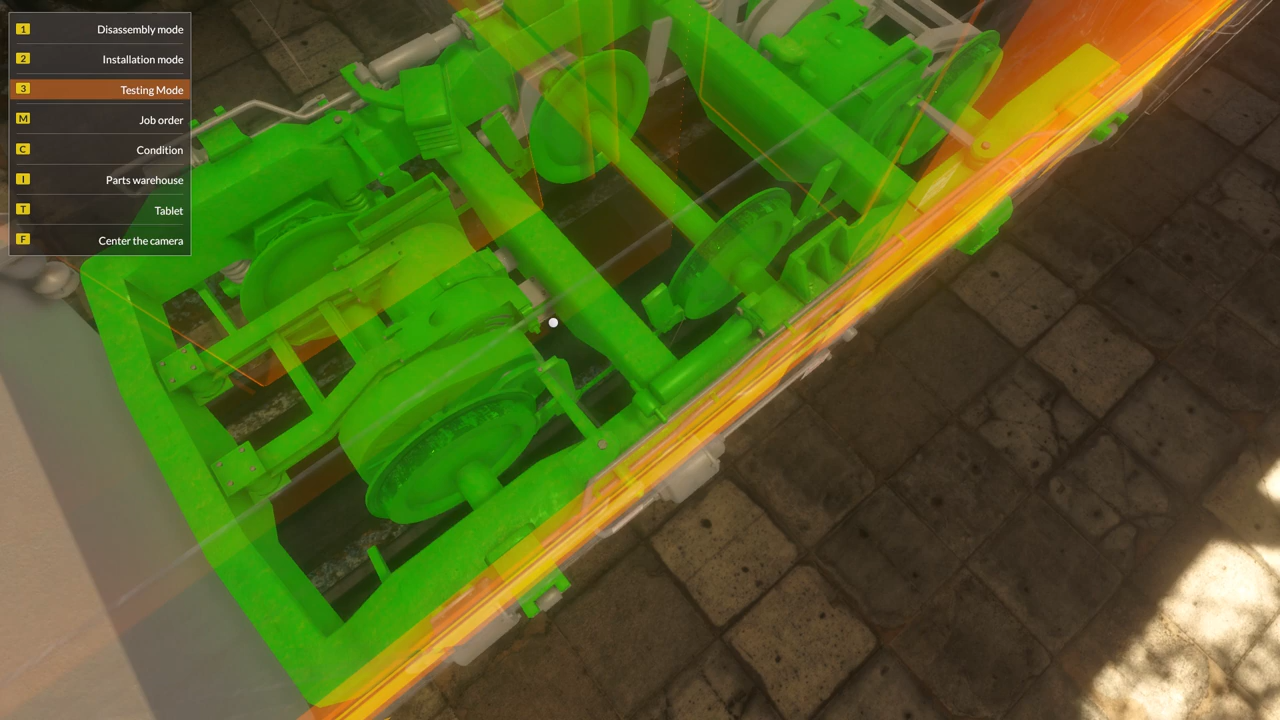 1 Disassembly mode
2 Installation mode
3 Testing Mode
M Job order
C Condition
I Parts warehouse
T Tablet
F Center the camera